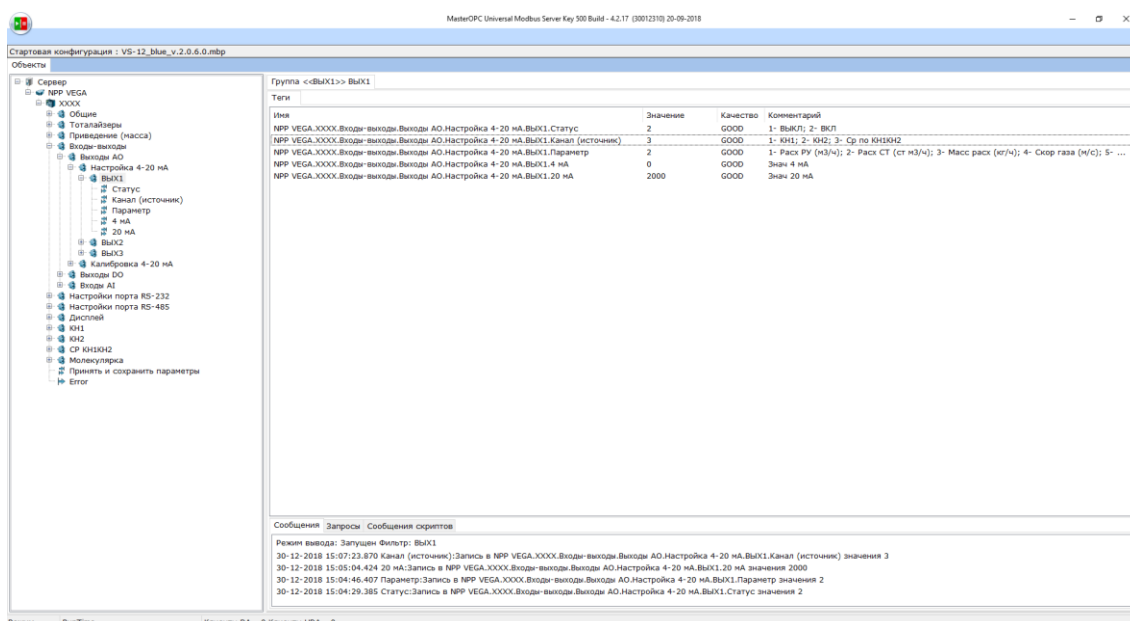 MasterOPC Universal Modbus Server Key 500 Build - 4.2.17 (30012310) 20-09-2018
Стартовая конфигурация : VS-12_blue_v.2.0.6.0.mbp
Объекты
Сервер
NPP VEGA
XXXX
Общие
Тоталайзеры
Приведение (масса)
Входы-выходы
Выходы АО
Настройка 4-20 мА
ВЫХ1
Статус
Канал (источник)
Параметр
4 мА
20 мА
ВЫХ2
ВЫХ3
Калибровка 4-20 мА
Выходы DO
Входы AI
Настройки порта RS-232
Настройки порта RS-485
Дисплей
КН1
КН2
СР КН1КН2
Молекулярка
Принять и сохранить параметры
Error
Группа <<ВЫХ1>> ВЫХ1
Теги
Имя Значение Качество Комментарий
NPP VEGA.XXXX.Входы-выходы.Выходы АО.Настройка 4-20 мА.ВЫХ1.Статус 2 GOOD 1- ВЫКЛ; 2- ВКЛ
NPP VEGA.XXXX.Входы-выходы.Выходы АО.Настройка 4-20 мА.ВЫХ1.Канал (источник) 3 GOOD 1- КН1; 2- КН2; 3- Ср по КН1КН2
NPP VEGA.XXXX.Входы-выходы.Выходы АО.Настройка 4-20 мА.ВЫХ1.Параметр 2 GOOD 1- Расх РУ (м3/ч); 2- Расх СТ (ст м3/ч); 3- Масс расх (кг/ч); 4- Скор газа (м/с); 5- ...
NPP VEGA.XXXX.Входы-выходы.Выходы АО.Настройка 4-20 мА.ВЫХ1.4 мА 0 GOOD Знач 4 мА
NPP VEGA.XXXX.Входы-выходы.Выходы АО.Настройка 4-20 мА.ВЫХ1.20 мА 2000 GOOD Знач 20 мА
Сообщения Запросы Сообщения скриптов
Режим вывода: Запущен Фильтр: ВЫХ1
30-12-2018 15:07:23.870 Канал (источник):Запись в NPP VEGA.XXXX.Входы-выходы.Выходы АО.Настройка 4-20 мА.ВЫХ1.Канал (источник) значения 3
30-12-2018 15:05:04.424 20 мА:Запись в NPP VEGA.XXXX.Входы-выходы.Выходы АО.Настройка 4-20 мА.ВЫХ1.20 мА значения 2000
30-12-2018 15:04:46.407 Параметр:Запись в NPP VEGA.XXXX.Входы-выходы.Выходы АО.Настройка 4-20 мА.ВЫХ1.Параметр значения 2
30-12-2018 15:04:29.385 Статус:Запись в NPP VEGA.XXXX.Входы-выходы.Выходы АО.Настройка 4-20 мА.ВЫХ1.Статус значения 2